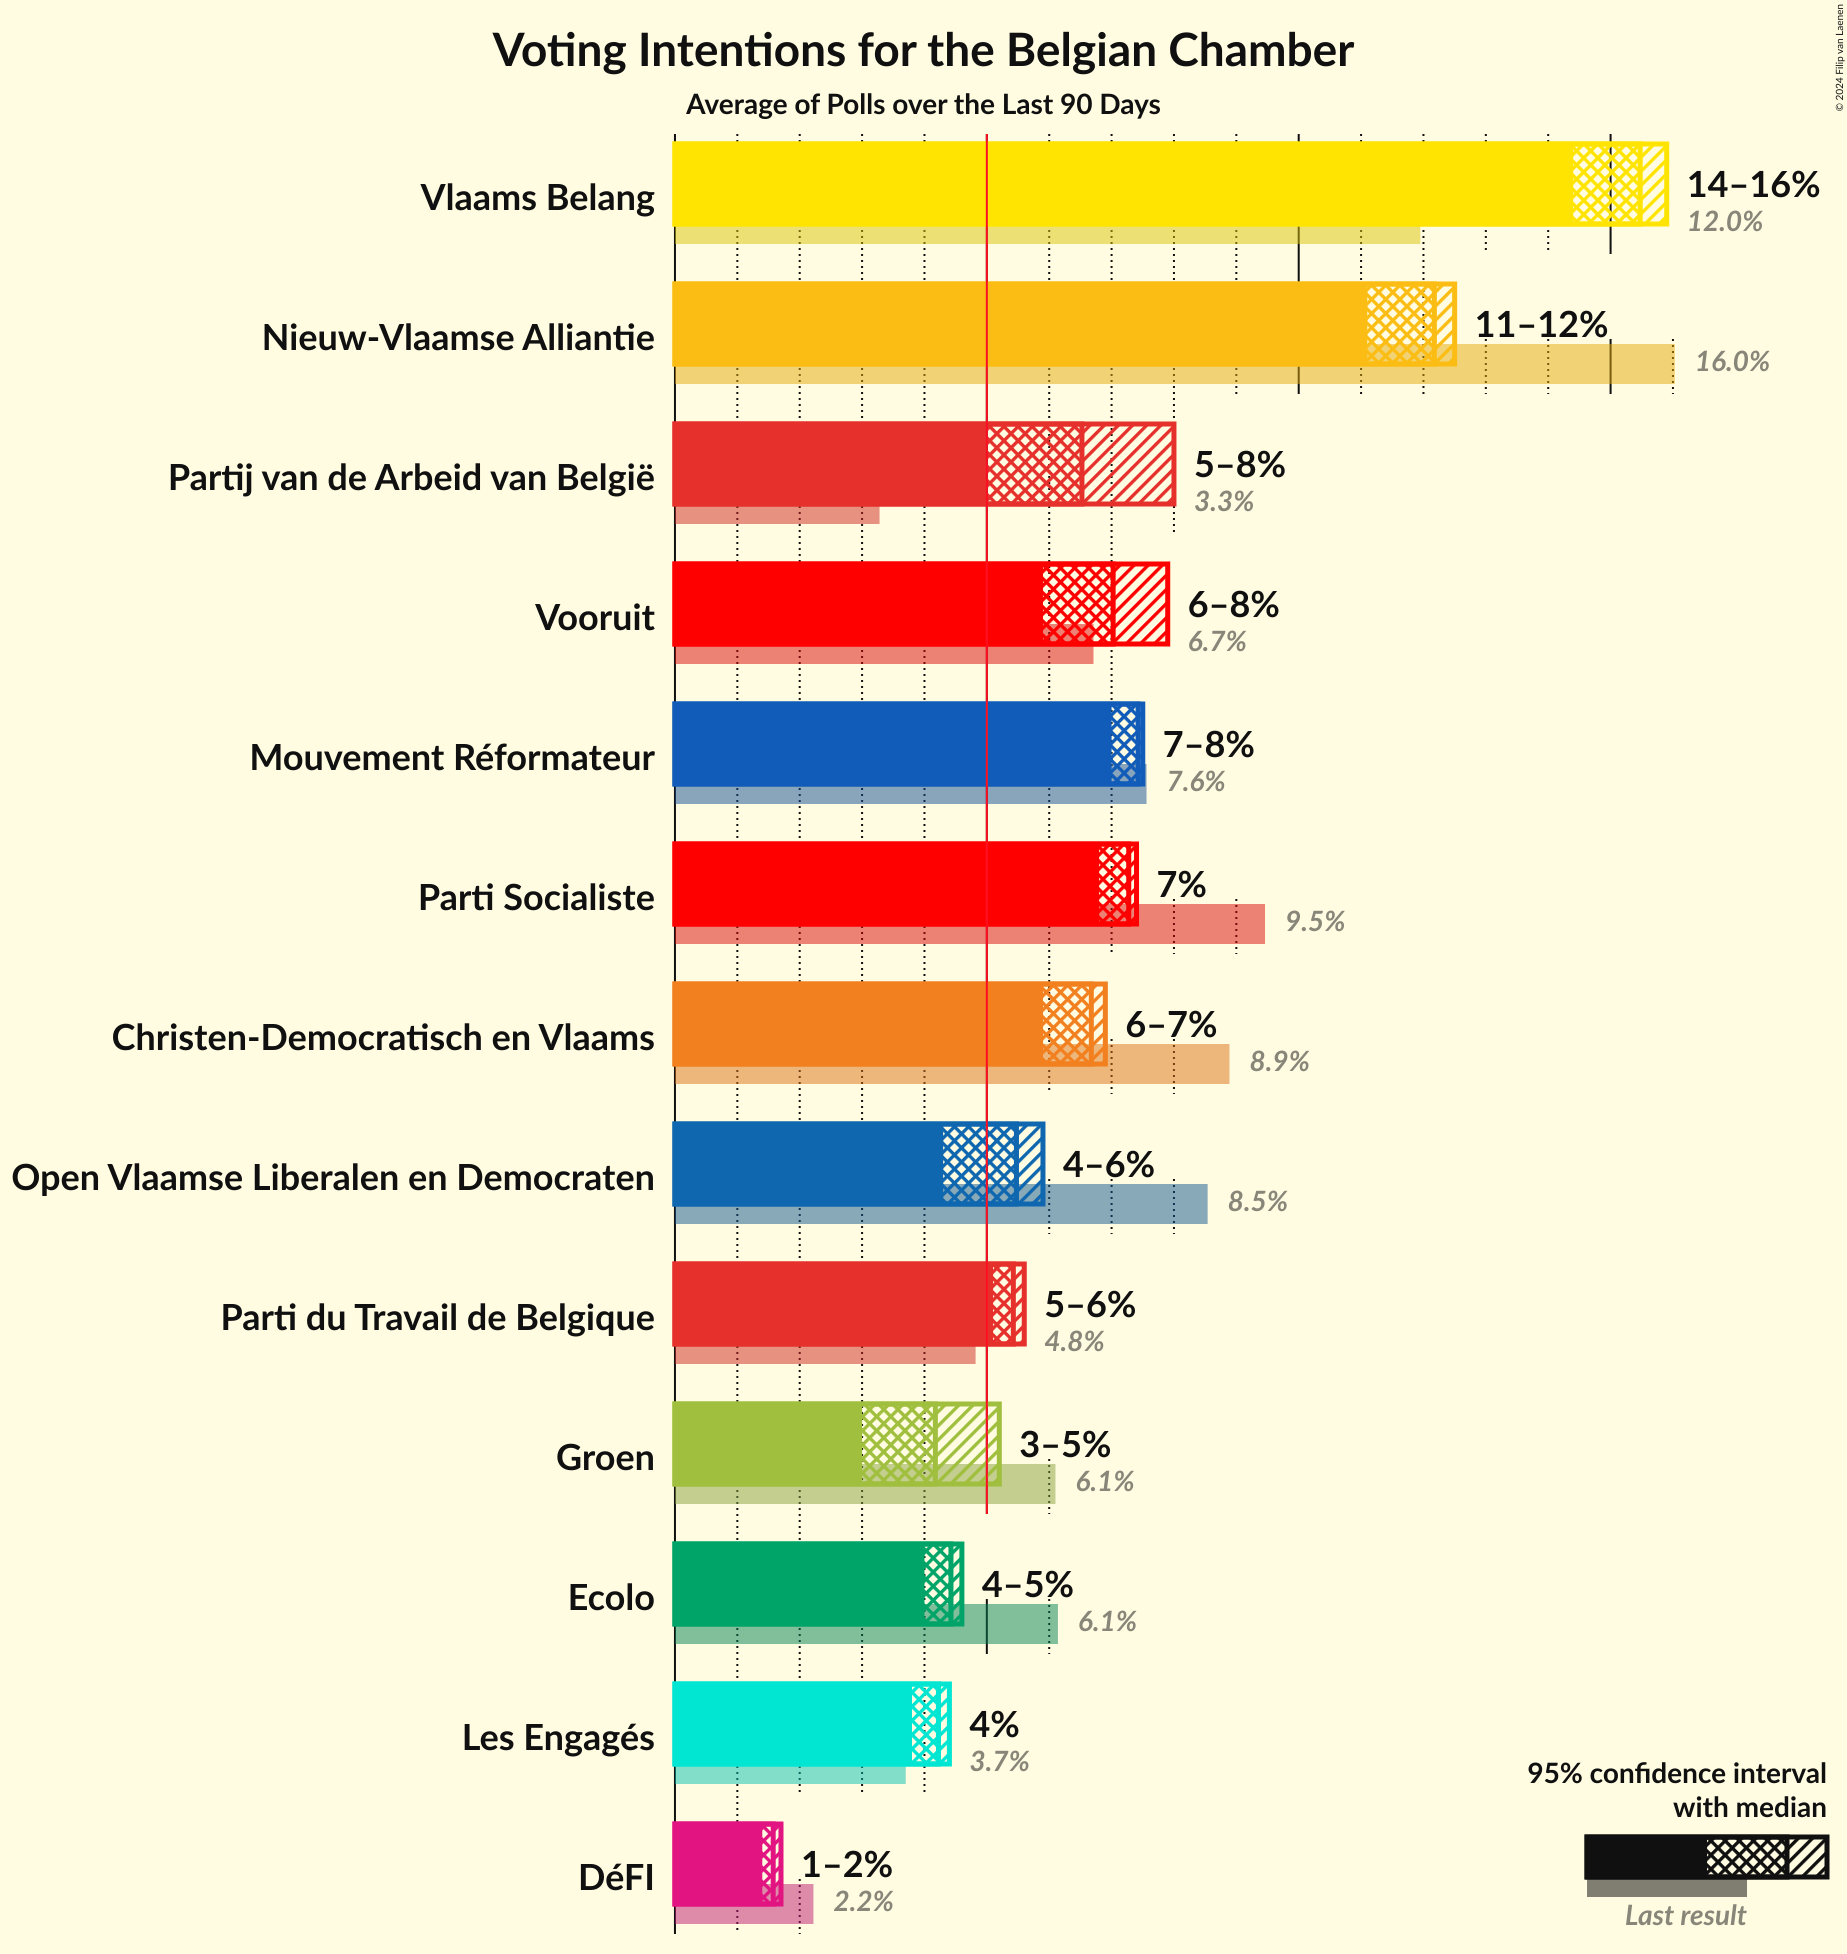 Voting Intentions for the Belgian Chamber
Average of Polls over the Last 90 Days
© 2024 Filip van Laenen
Vlaams Belang
14–16%
12.0%
Nieuw-Vlaamse Alliantie
11–12%
16.0%
Partij van de Arbeid van België
5–8%
3.3%
Vooruit
6–8%
6.7%
Mouvement Réformateur
7–8%
7.6%
Parti Socialiste
7%
9.5%
Christen-Democratisch en Vlaams
6–7%
8.9%
Open Vlaamse Liberalen en Democraten
4–6%
8.5%
Parti du Travail de Belgique
5–6%
4.8%
Groen
3–5%
6.1%
Ecolo
4–5%
6.1%
Les Engagés
4%
3.7%
DéFI
1–2%
2.2%
95% confidence interval
with median
Last result